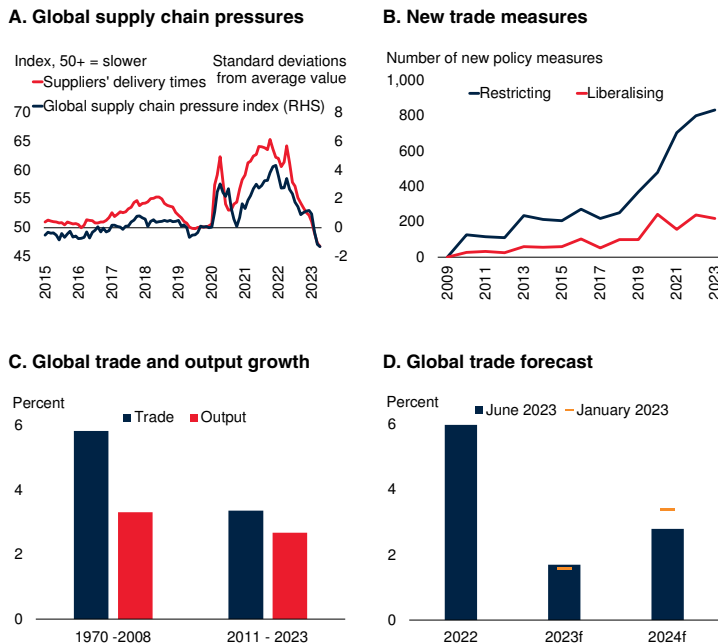 A. Global supply chain pressures
Index, 50+ = slower
Standard deviations
from average value
Suppliers' delivery times
Global supply chain pressure index (RHS)
70
65
60
55
50
45
8
6
4
2
0
-2
2015
2016
2017
2018
2019
2020
2021
2022
2023
B. New trade measures
Number of new policy measures
Restricting
Liberalising
1,000
800
600
400
200
0
2009
2011
2013
2015
2017
2019
2021
2023
C. Global trade and output growth
Percent
Trade
Output
6
4
2
0
1970 -2008
2011 - 2023
D. Global trade forecast
Percent
June 2023
January 2023
6
4
2
0
2022
2023f
2024f